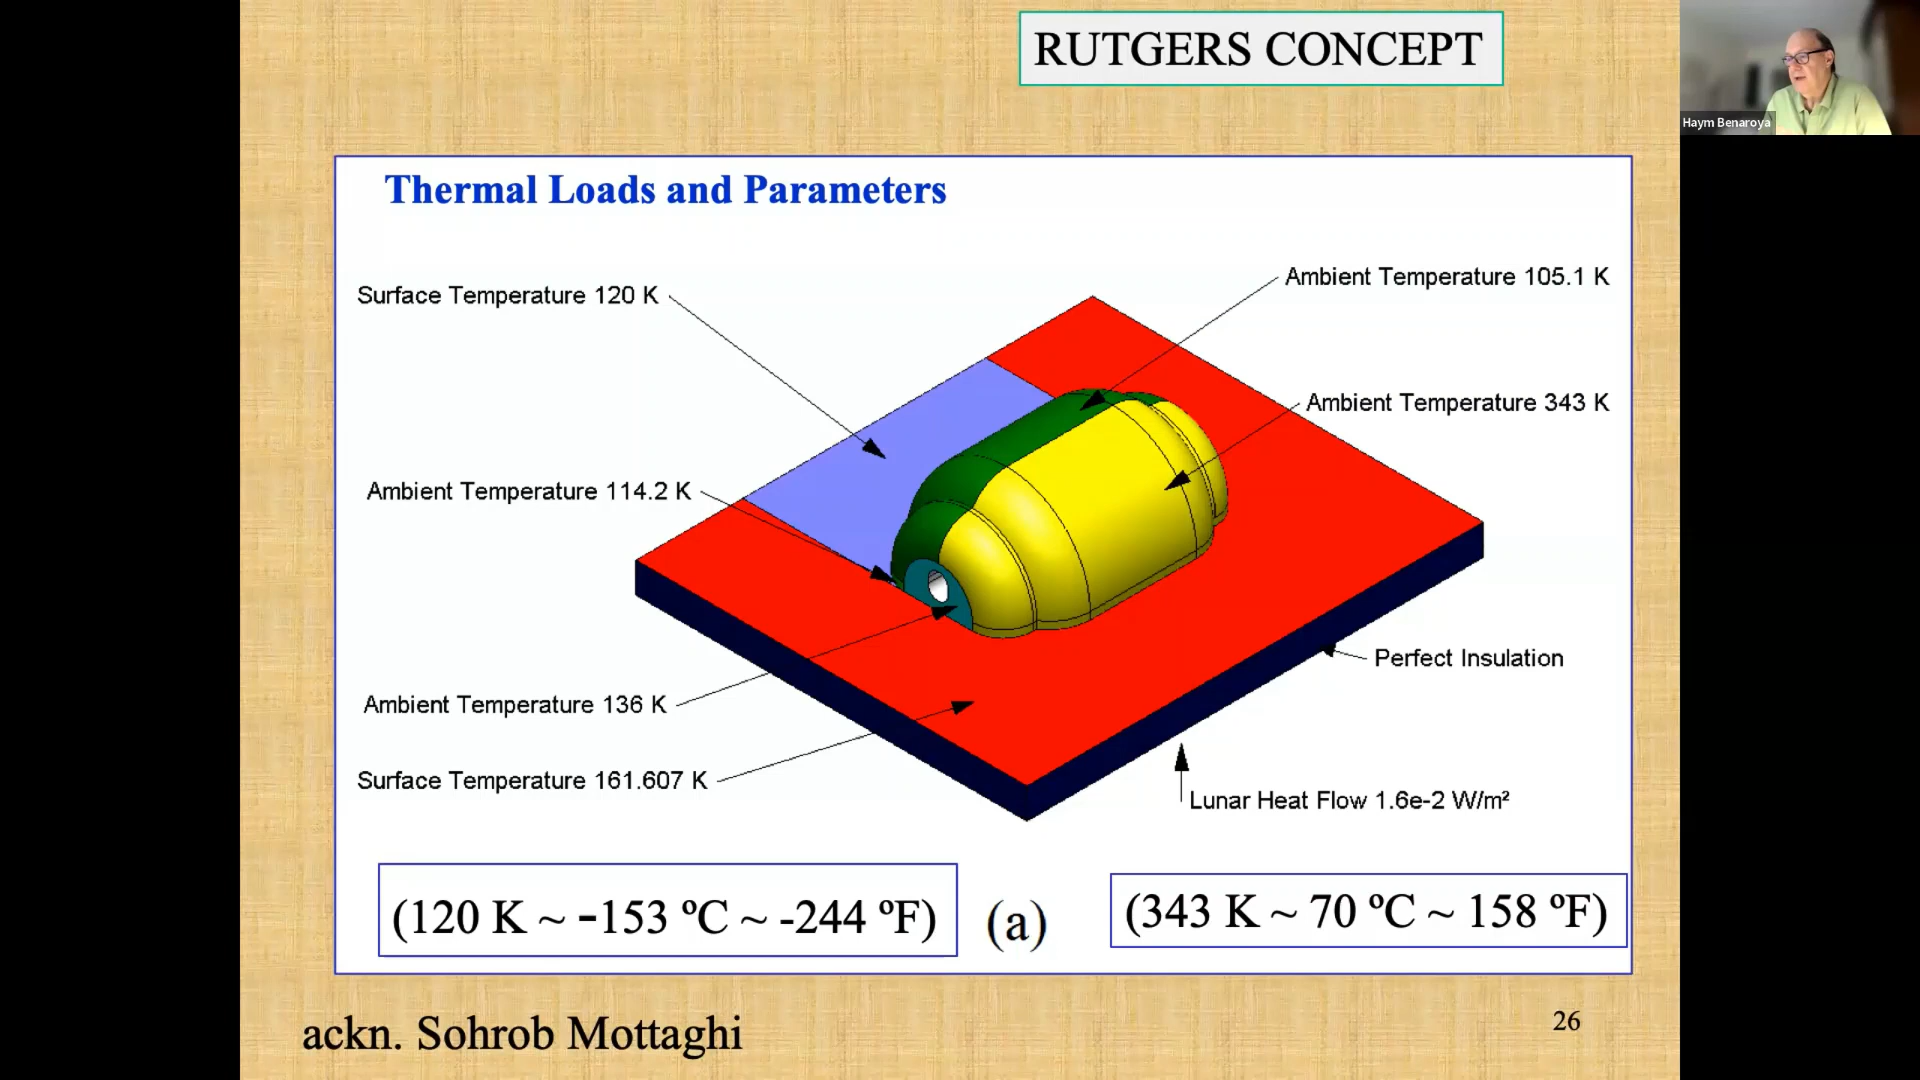 RUTGERS CONCEPT
Haym Benaroya
Thermal Loads and Parameters
Surface Temperature 120 K
Ambient Temperature 105.1 K
Ambient Temperature 343 K
Ambient Temperature 114.2 K
Perfect Insulation
Ambient Temperature 136 K
Surface Temperature 161.607 K
Lunar Heat Flow 1.6e-2 W/m²
(120 K ~ -153 ºC ~ -244 ºF)
(a)
(343 K ~ 70 ºC ~ 158 ºF)
ackn. Sohrob Mottaghi
26